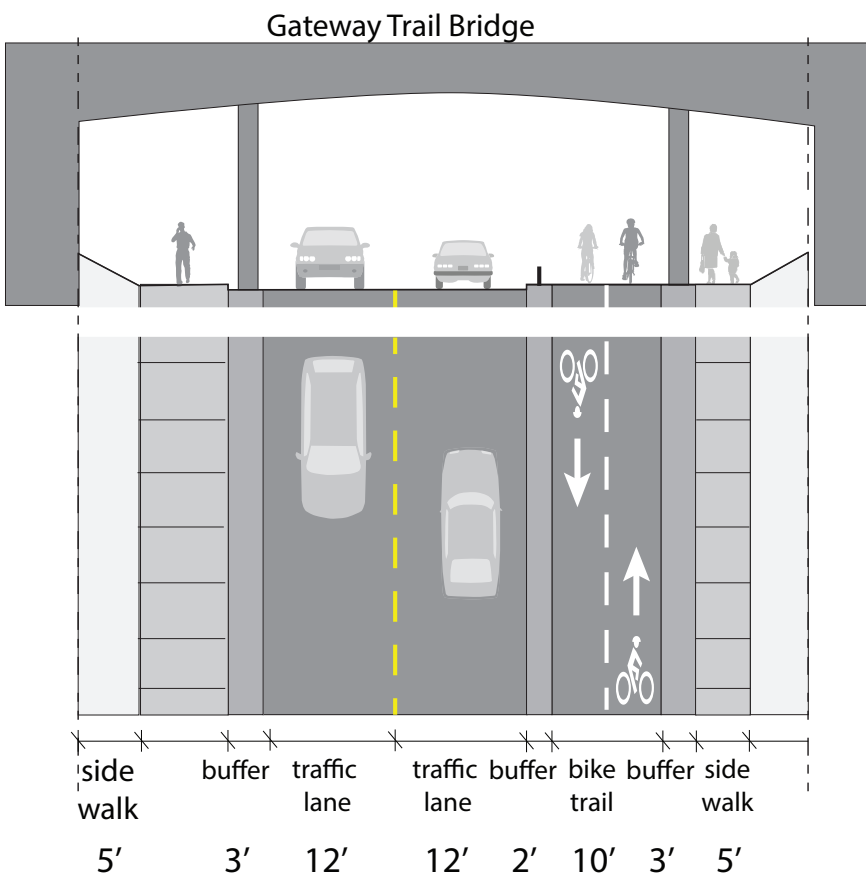 Gateway Trail Bridge
side walk
buffer
traffic lane
traffic lane
buffer
bike trail
buffer
side walk
5’ 3’ 12’ 12’ 2’ 10’ 3’ 5’